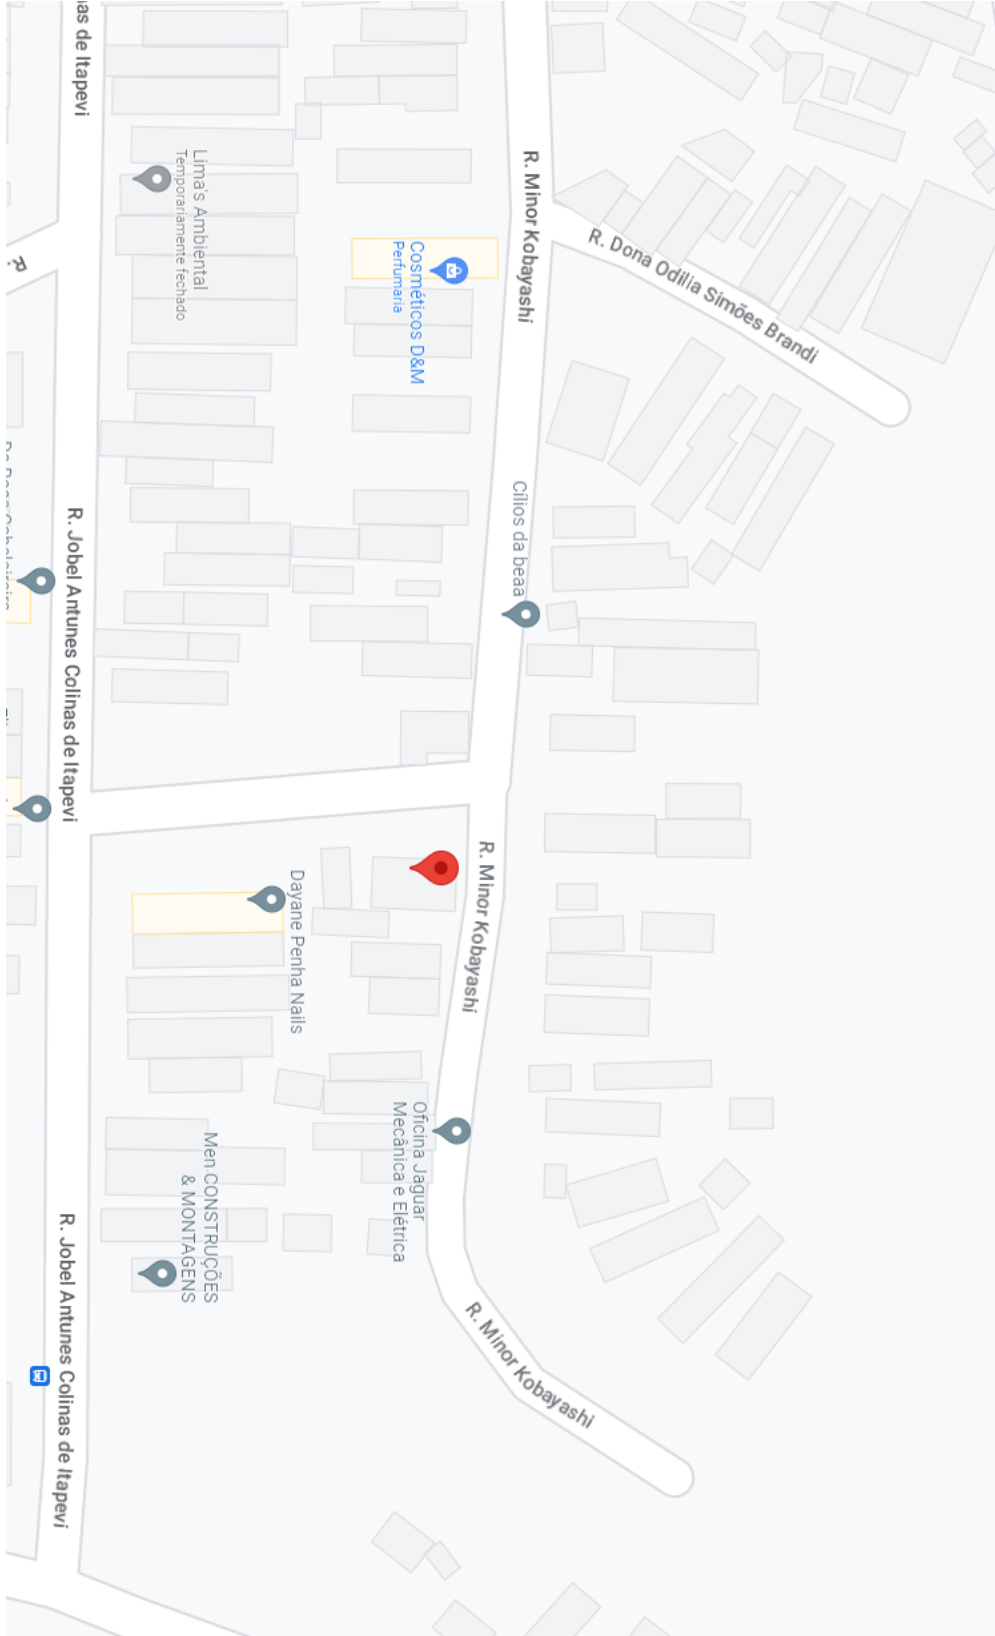 as de Itapevi
R. Minor Kobayashi
Lima's Ambiental
Temporariamente fechado
R. Dona Odilia Simões Brandi
Cosméticos D&M
Perfumaria
R.
Cílios da beaa
R. Jobel Antunes Colinas de Itapevi
R. Minor Kobayashi
Dayane Penha Nails
Oficina Jaguar
Mecânica e Elétrica
Men CONSTRUÇÕES
& MONTAGENS
R. Jobel Antunes Colinas de Itapevi
R. Minor Kobayashi